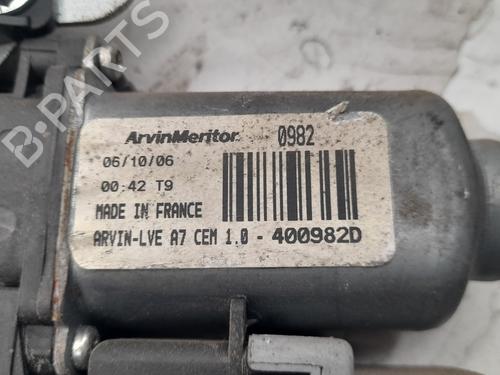 ArvinMeritor 0982
06/10/06
00:42 T9
MADE IN FRANCE
ARVIN-LVE A7 CEM 1.0 - 400982D
B-PARTS